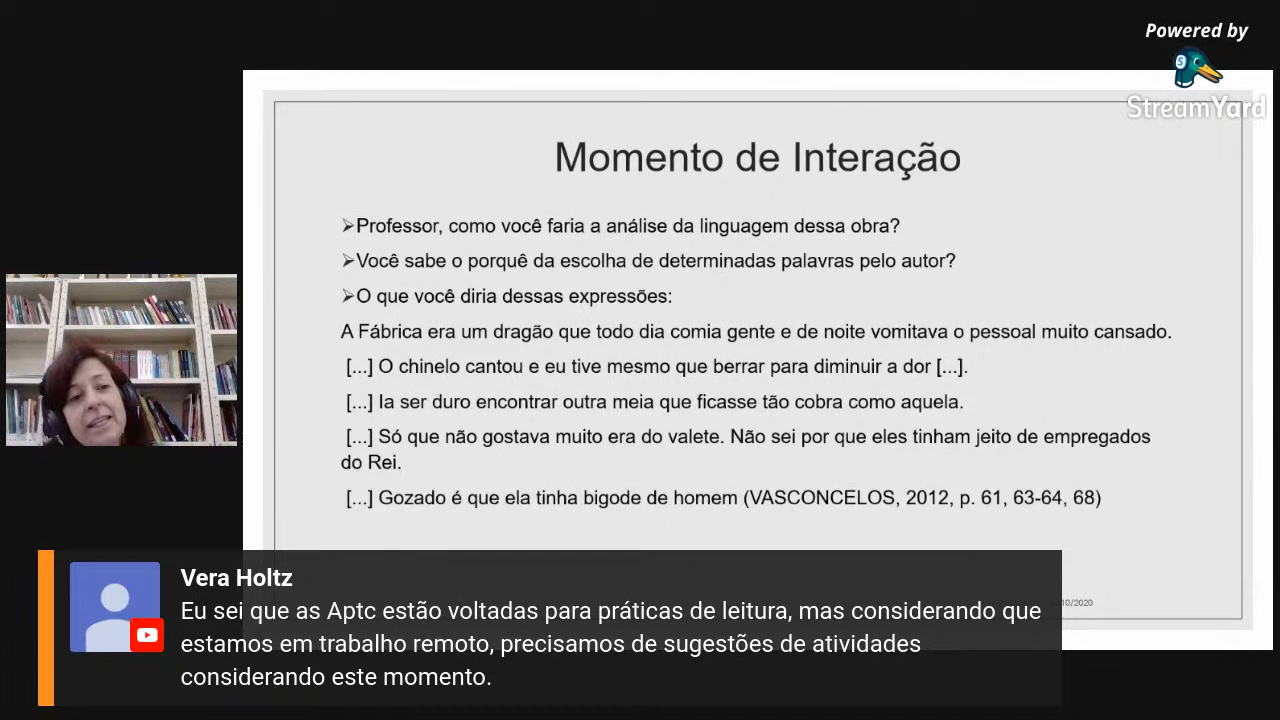 Powered by
StreamYard
Momento de Interação
➢Professor, como você faria a análise da linguagem dessa obra?
➢Você sabe o porquê da escolha de determinadas palavras pelo autor?
➢O que você diria dessas expressões:
A Fábrica era um dragão que todo dia comia gente e de noite vomitava o pessoal muito cansado.
[...] O chinelo cantou e eu tive mesmo que berrar para diminuir a dor [...].
[...] Ia ser duro encontrar outra meia que ficasse tão cobra como aquela.
[...] Só que não gostava muito era do valete. Não sei por que eles tinham jeito de empregados
do Rei.
[...] Gozado é que ela tinha bigode de homem (VASCONCELOS, 2012, p. 61, 63-64, 68)
Vera Holtz
Eu sei que as Aptc estão voltadas para práticas de leitura, mas considerando que
estamos em trabalho remoto, precisamos de sugestões de atividades
considerando este momento.